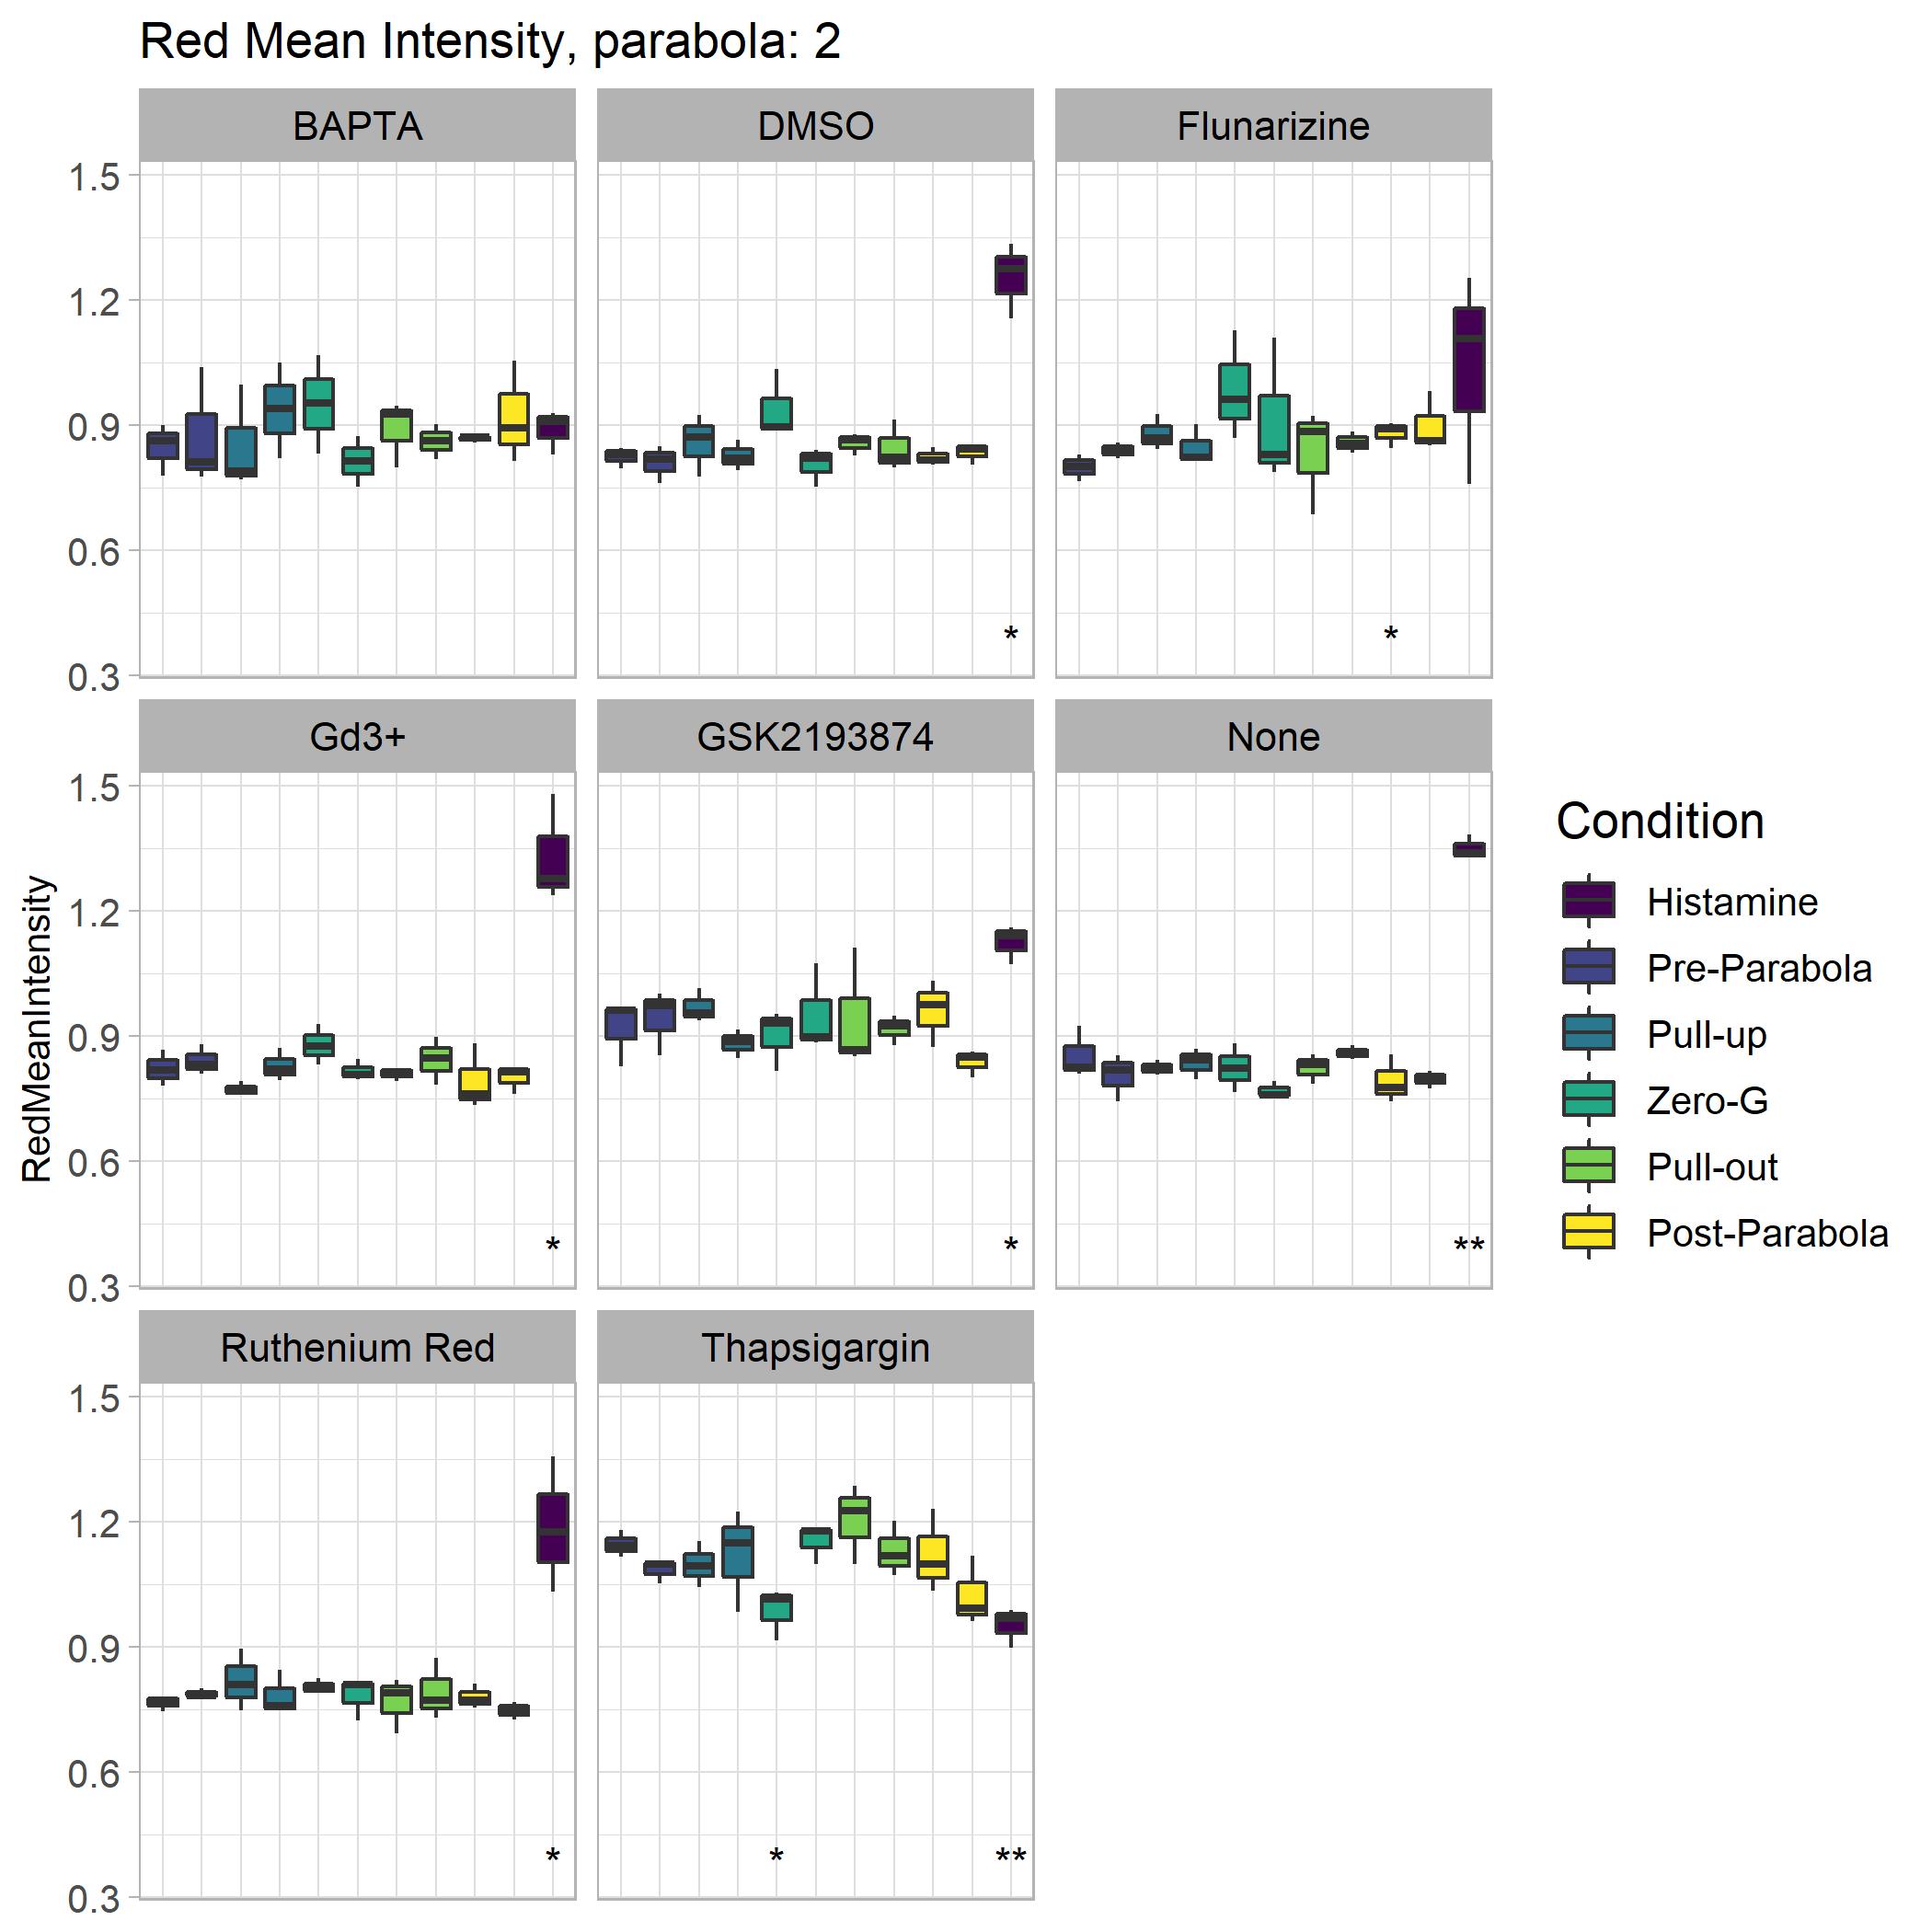 Red Mean Intensity, parabola: 2
BAPTA DMSO Flunarizine
1.5
1.2
0.9
0.6
* *
0.3
Gd3+ GSK2193874 None
1.5
1.2
0.9
0.6
* * **
0.3
RedMeanIntensity
Ruthenium Red Thapsigargin
1.5
1.2
0.9
0.6
* * **
0.3
Condition
Histamine
Pre-Parabola
Pull-up
Zero-G
Pull-out
Post-Parabola